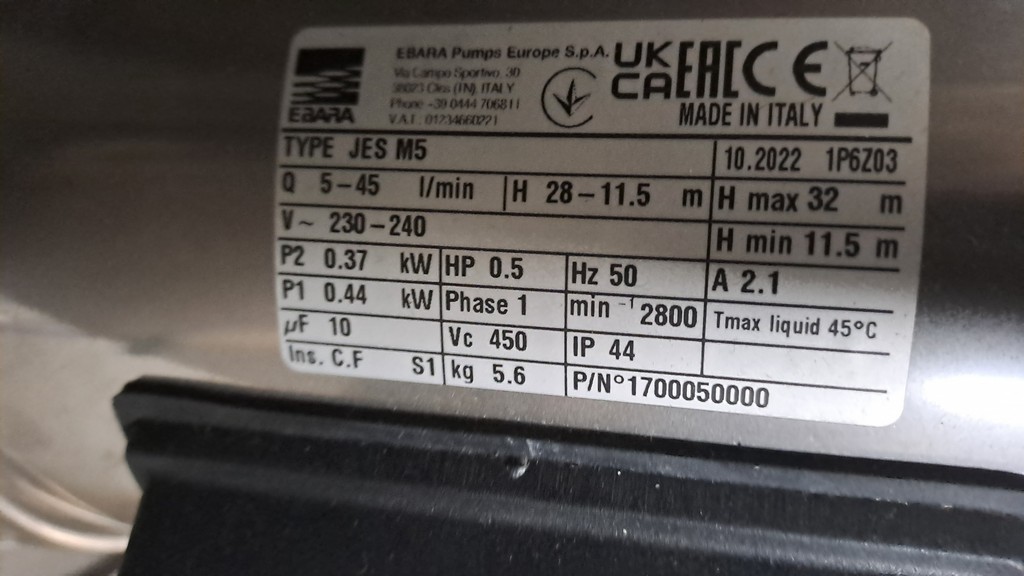 EBARA
EBARA Pumps Europe S.p.A.
Via Campo Sportivo, 30
38023 Cles (TN), ITALY
Phone +39 0444 706811
V.A.T. 01234660221
UK CA EAC CE
MADE IN ITALY
TYPE JES M5 10.2022 1P6Z03
Q 5-45 l/min H 28-11.5 m H max 32 m
V~ 230-240 H min 11.5 m
P2 0.37 kW HP 0.5 Hz 50 A 2.1
P1 0.44 kW Phase 1 min⁻¹ 2800 Tmax liquid 45°C
µF 10 Vc 450 IP 44
Ins. C.F S1 kg 5.6 P/N°1700050000